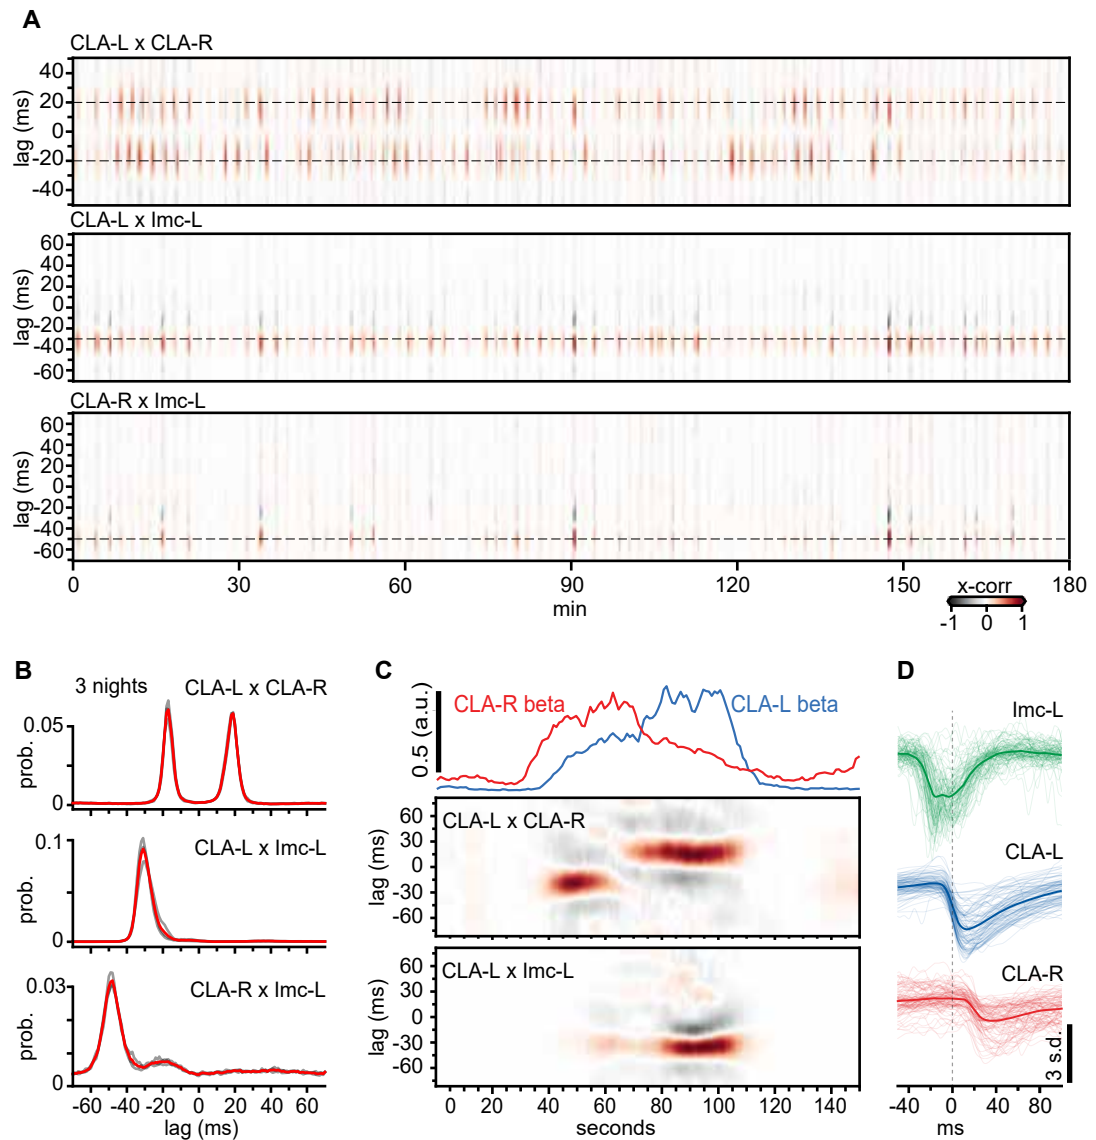 A
CLA-L x CLA-R
lag (ms)
40
20
0
-20
-40
CLA-L x Imc-L
lag (ms)
60
40
20
0
-20
-40
-60
CLA-R x Imc-L
lag (ms)
60
40
20
0
-20
-40
-60
0 30 60 90 120 150 180
min
x-corr
-1 0 1
B
3 nights
CLA-L x CLA-R
prob.
0.05
0
CLA-L x Imc-L
prob.
0.1
0
CLA-R x Imc-L
prob.
0.03
0
-60 -40 -20 0 20 40 60
lag (ms)
C
0.5 (a.u.)
CLA-R beta
CLA-L beta
CLA-L x CLA-R
lag (ms)
60
30
0
-30
-60
CLA-L x Imc-L
lag (ms)
60
30
0
-30
-60
0 20 40 60 80 100 120 140
seconds
D
Imc-L
CLA-L
CLA-R
3 s.d.
-40 0 40 80
ms